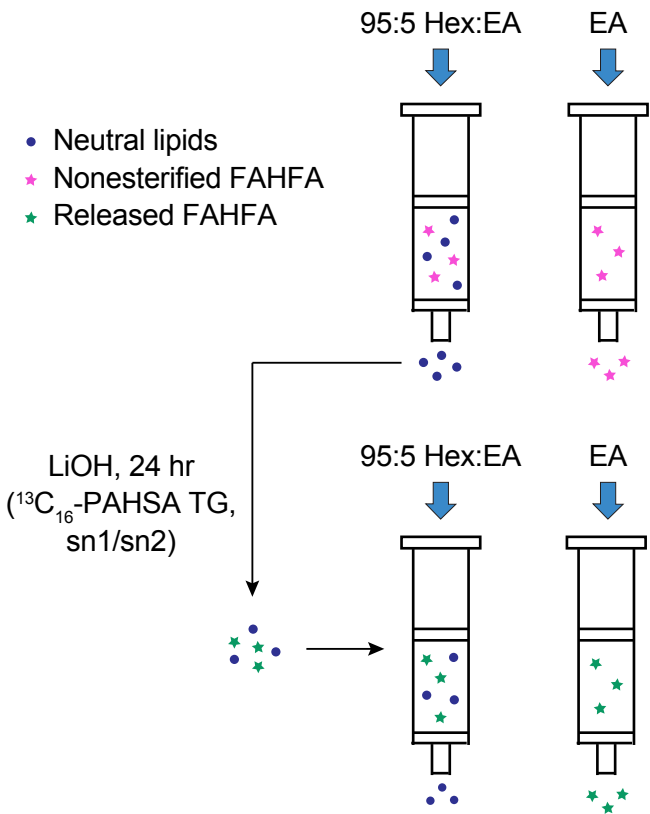 95:5 Hex:EA
EA
Neutral lipids
Nonesterified FAHFA
Released FAHFA
95:5 Hex:EA
EA
LiOH, 24 hr
(¹³C₁₆-PAHSA TG,
sn1/sn2)